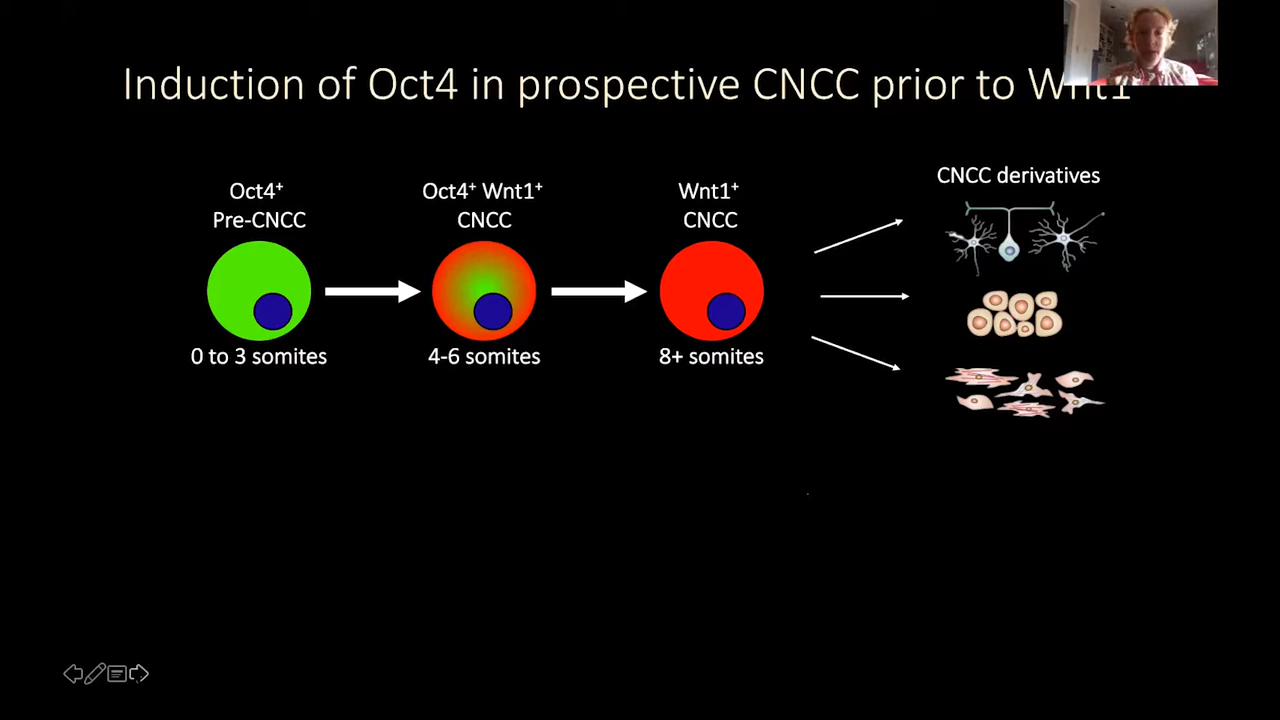 Induction of Oct4 in prospective CNCC prior to Wnt1
CNCC derivatives
Oct4⁺
Pre-CNCC
Oct4⁺ Wnt1⁺
CNCC
Wnt1⁺
CNCC
0 to 3 somites
4-6 somites
8+ somites